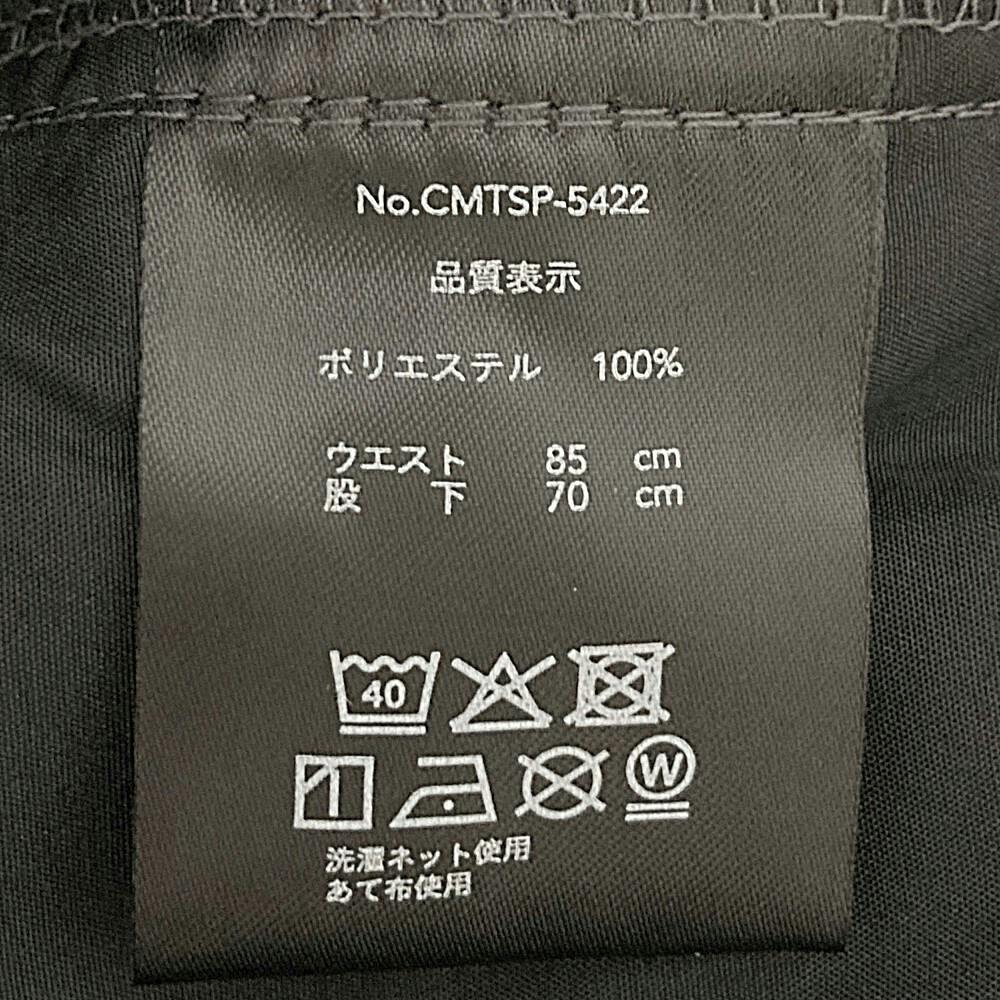 No.CMTSP-5422
品質表示
ポリエステル 100%
ウエスト 85 cm
股下 70 cm
40
W
洗濯ネット使用
あて布使用